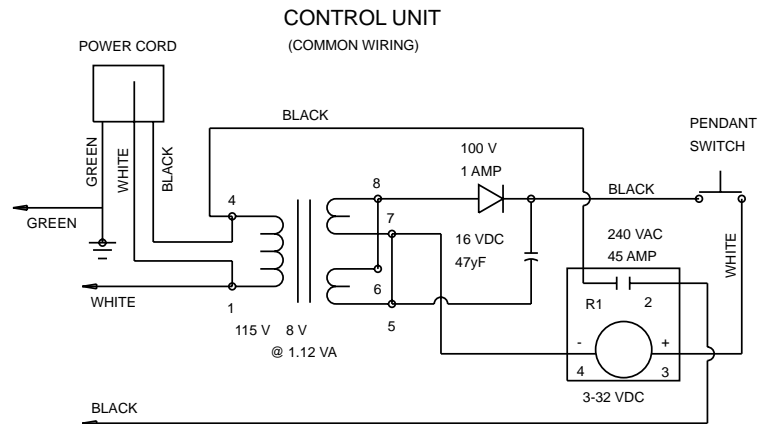 CONTROL UNIT
(COMMON WIRING)
POWER CORD
GREEN
WHITE
BLACK
BLACK
PENDANT
SWITCH
100 V
1 AMP
4
8
BLACK
GREEN
7
16 VDC
47yF
240 VAC
45 AMP
WHITE
6
WHITE
1
5
R1
2
115 V
8 V
@ 1.12 VA
-
+
4
3
3-32 VDC
BLACK